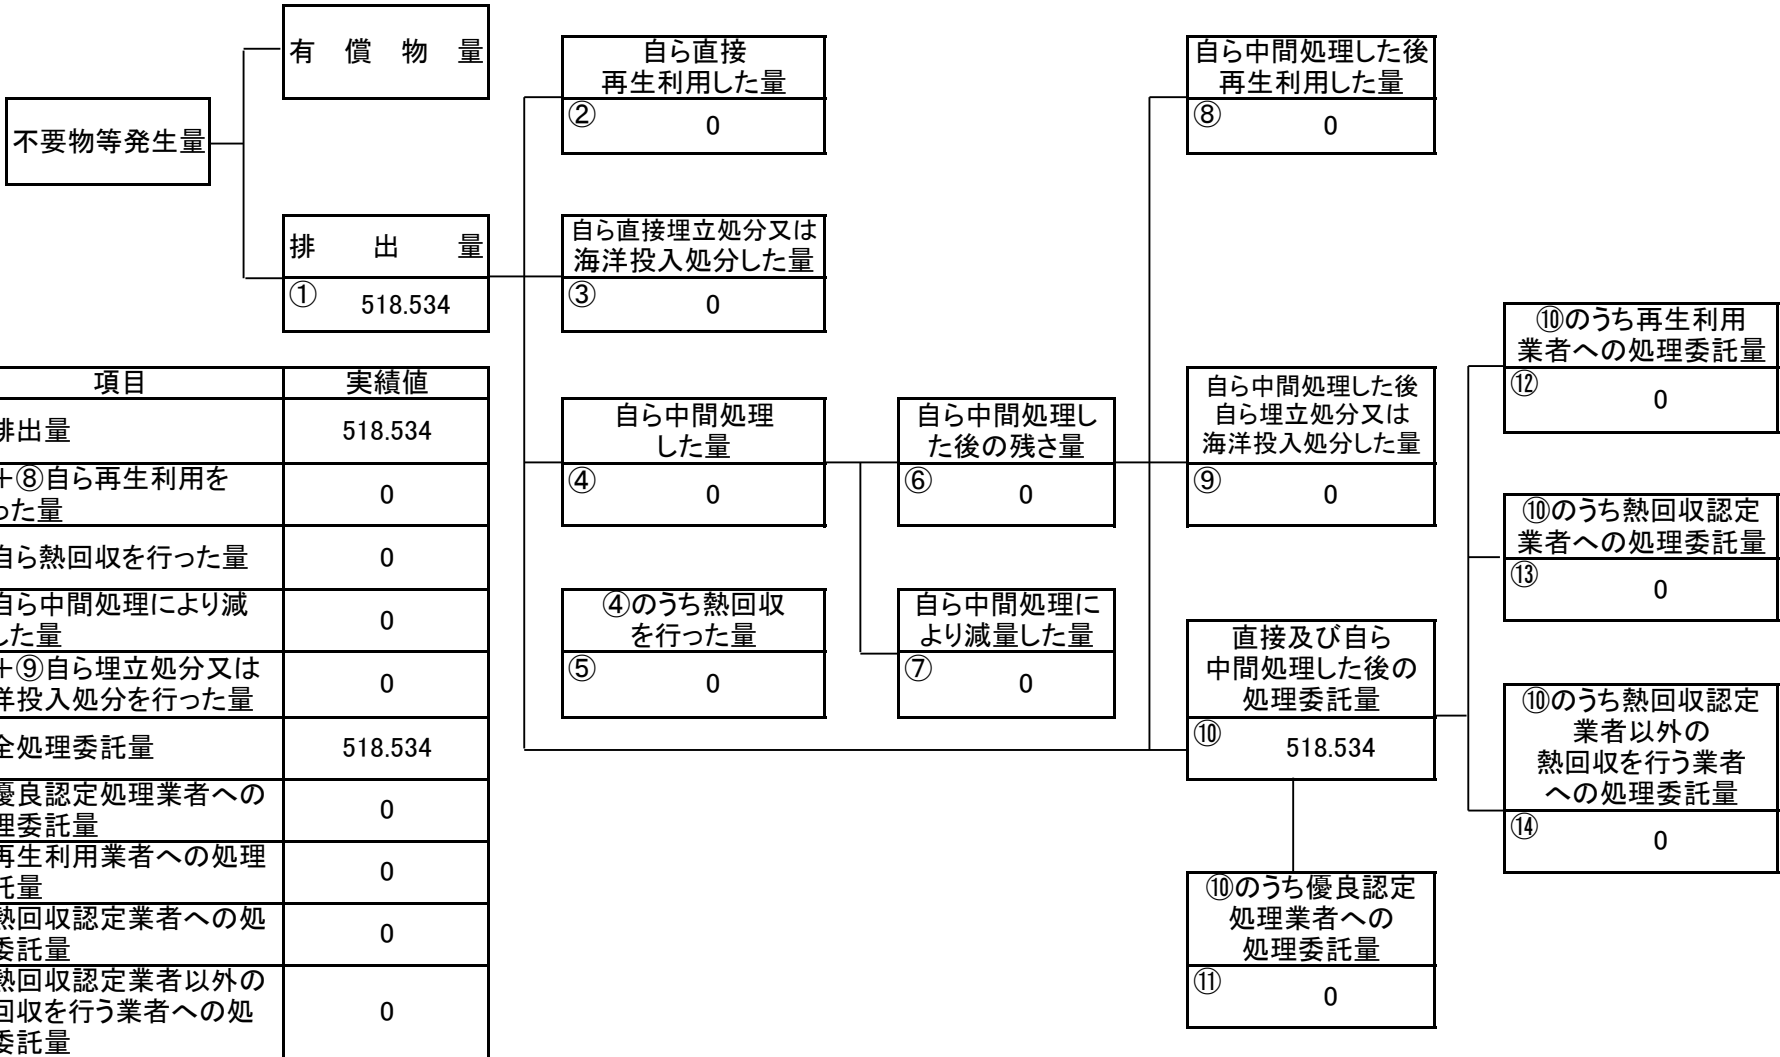 有償物量
不要物等発生量
排出量
① 518.534
自ら直接
再生利用した量
② 0
自ら直接埋立処分又は
海洋投入処分した量
③ 0
自ら中間処理
した量
④ 0
④のうち熱回収
を行った量
⑤ 0
自ら中間処理し
た後の残さ量
⑥ 0
自ら中間処理に
より減量した量
⑦ 0
自ら中間処理した後
再生利用した量
⑧ 0
自ら中間処理した後
自ら埋立処分又は
海洋投入処分した量
⑨ 0
直接及び自ら
中間処理した後の
処理委託量
⑩ 518.534
⑩のうち優良認定
処理業者への
処理委託量
⑪ 0
⑩のうち再生利用
業者への処理委託量
⑫ 0
⑩のうち熱回収認定
業者への処理委託量
⑬ 0
⑩のうち熱回収認定
業者以外の
熱回収を行う業者
への処理委託量
⑭ 0
項目 実績値
排出量 518.534
+⑧自ら再生利用を
った量 0
自ら熱回収を行った量 0
自ら中間処理により減
した量 0
+⑨自ら埋立処分又は
洋投入処分を行った量 0
全処理委託量 518.534
優良認定処理業者への
理委託量 0
再生利用業者への処理
託量 0
熱回収認定業者への処
委託量 0
熱回収認定業者以外の
回収を行う業者への処
委託量 0